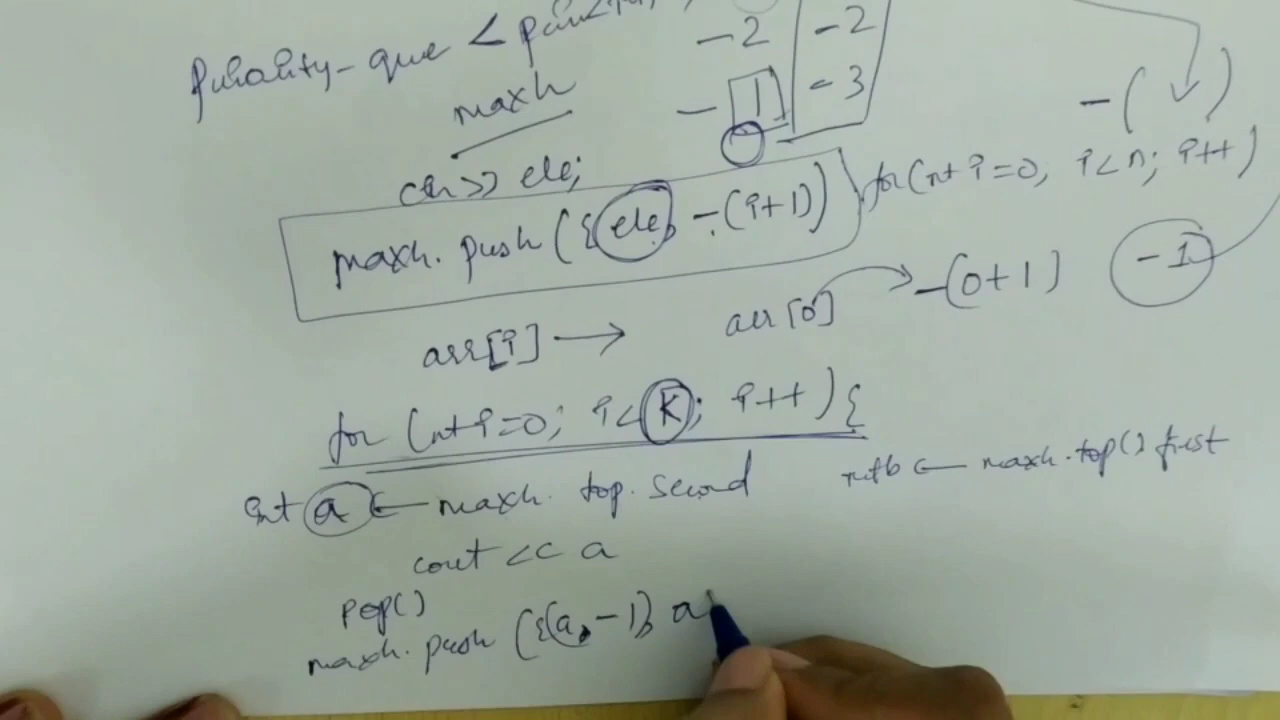 priority-que < pair<int,
maxh
-2 -2
-1 -3
-( )
cin>> ele;
maxh.push({ele, -(i+1)) for(int i=0; i<n; i++)
arr[i] → arr[0] → -(0+1) -1
for (int i=0; i<K; i++){
int a ← maxh.top.second int b ← maxh.top() first
cout << a
pop()
maxh.push ({(a, -1), a